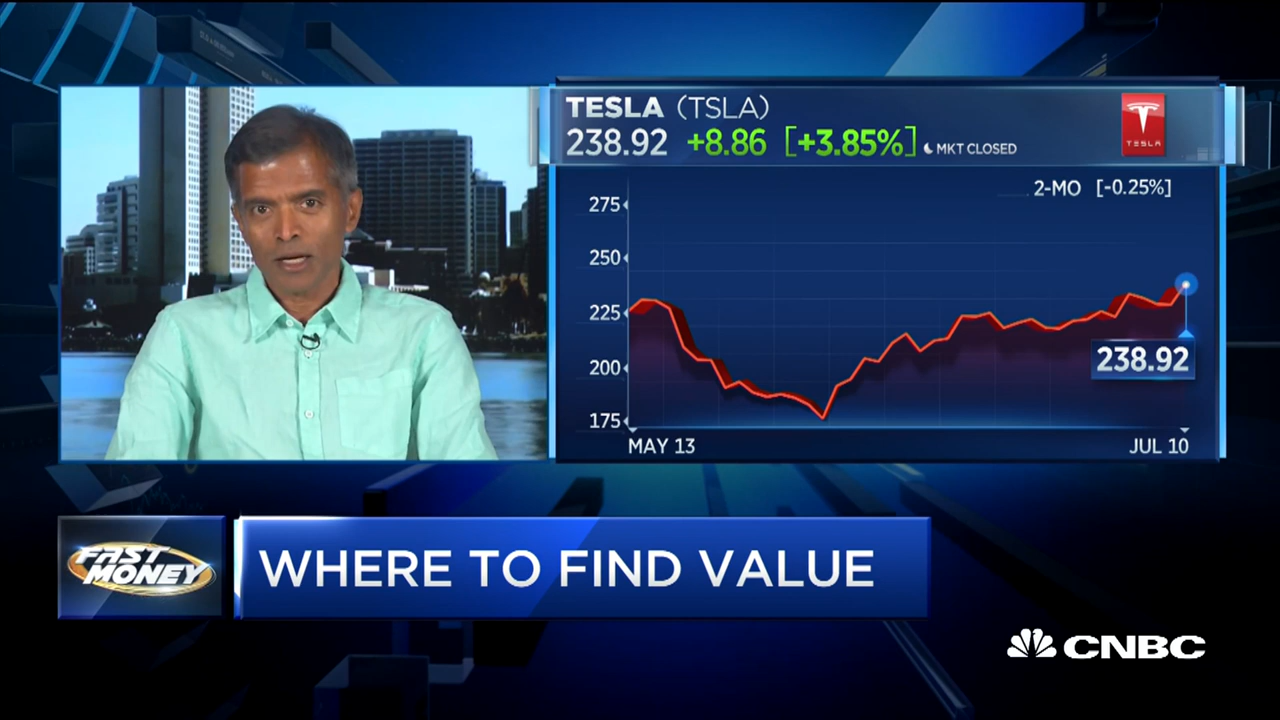 TESLA (TSLA)
238.92 +8.86 [+3.85%] MKT CLOSED
TESLA
2-MO [-0.25%]
275
250
225
200
175
238.92
MAY 13 JUL 10
FAST
MONEY
WHERE TO FIND VALUE
CNBC